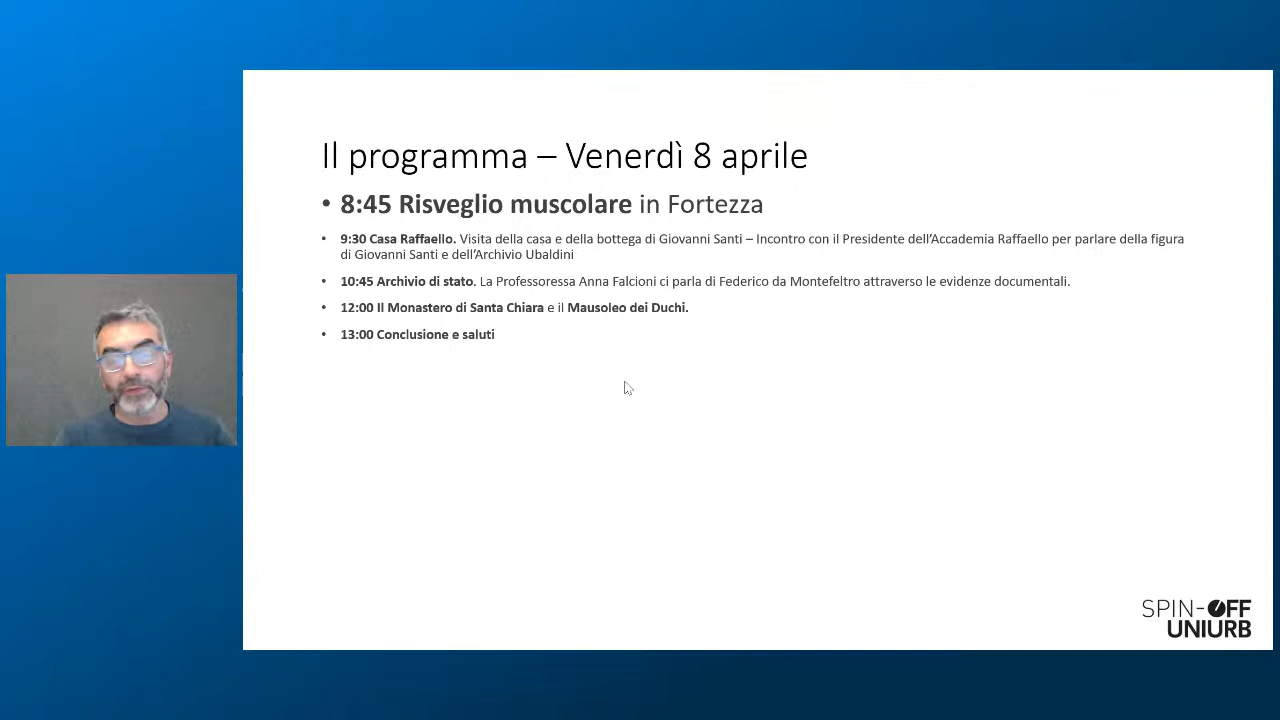 Il programma – Venerdì 8 aprile
• 8:45 Risveglio muscolare in Fortezza
• 9:30 Casa Raffaello. Visita della casa e della bottega di Giovanni Santi – Incontro con il Presidente dell'Accademia Raffaello per parlare della figura
di Giovanni Santi e dell'Archivio Ubaldini
• 10:45 Archivio di stato. La Professoressa Anna Falcioni ci parla di Federico da Montefeltro attraverso le evidenze documentali.
• 12:00 Il Monastero di Santa Chiara e il Mausoleo dei Duchi.
• 13:00 Conclusione e saluti
SPIN-OFF
UNIURB